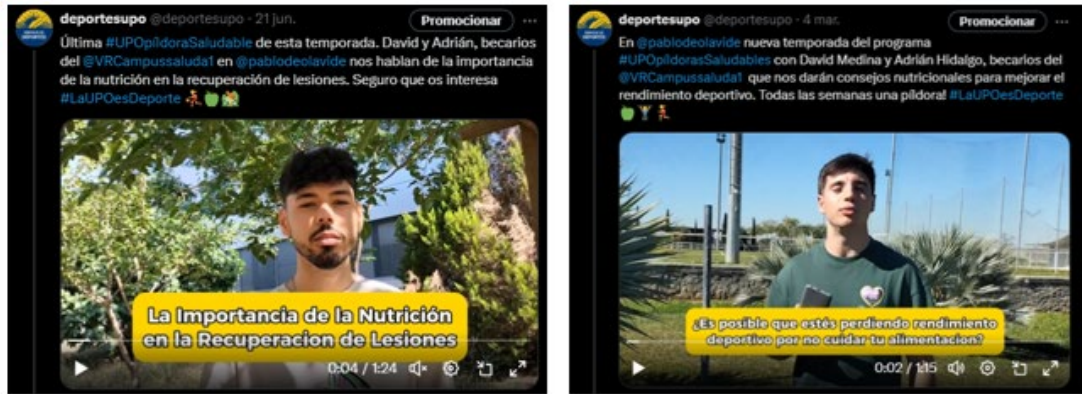 deportesupo @deportesupo · 21 jun.
Promocionar
Última #UPOpíldoraSaludable de esta temporada. David y Adrián, becarios
del @VRCampussaluda1 en @pablodeolavide nos hablan de la importancia
de la nutrición en la recuperación de lesiones. Seguro que os interesa
#LaUPOesDeporte
La Importancia de la Nutrición
en la Recuperacion de Lesiones
0:04 / 1:24
deportesupo @deportesupo · 4 mar.
Promocionar
En @pablodeolavide nueva temporada del programa
#UPOpíldorasSaludables con David Medina y Adrián Hidalgo, becarios del
@VRCampussaluda1 que nos darán consejos nutricionales para mejorar el
rendimiento deportivo. Todas las semanas una píldora! #LaUPOesDeporte
¿Es posible que estés perdiendo rendimiento
deportivo por no cuidar tu alimentacion?
0:02 / 1:15